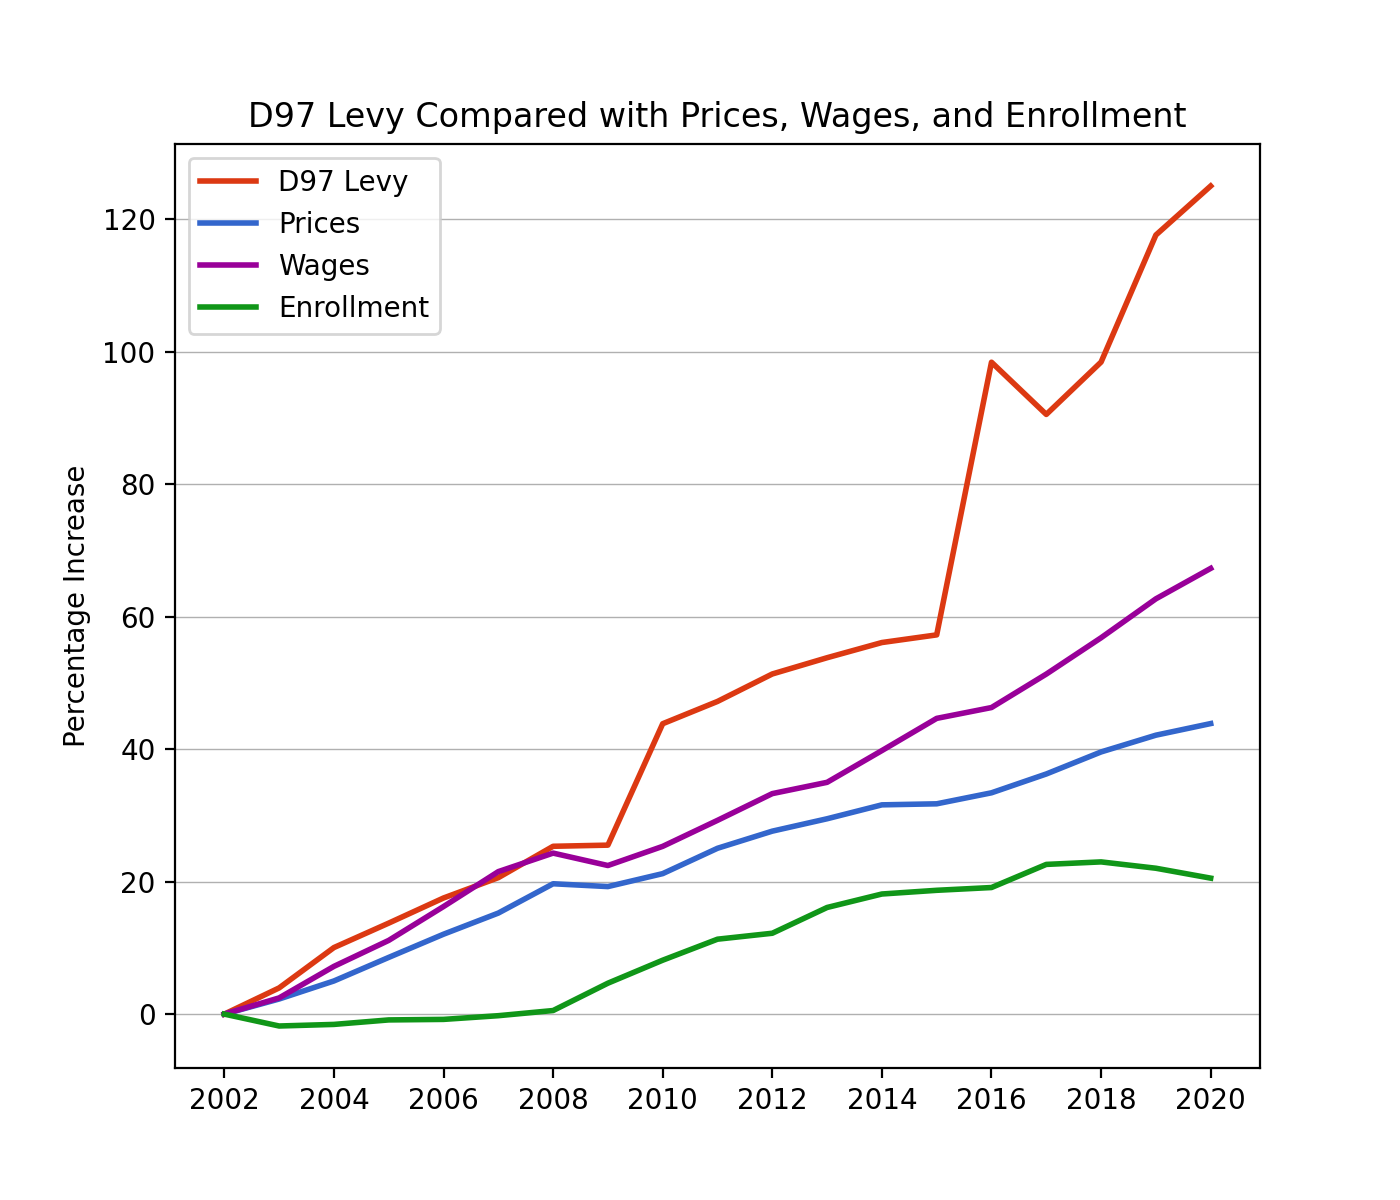 D97 Levy Compared with Prices, Wages, and Enrollment
D97 Levy
Prices
Wages
Enrollment
Percentage Increase
120
100
80
60
40
20
0
2002 2004 2006 2008 2010 2012 2014 2016 2018 2020